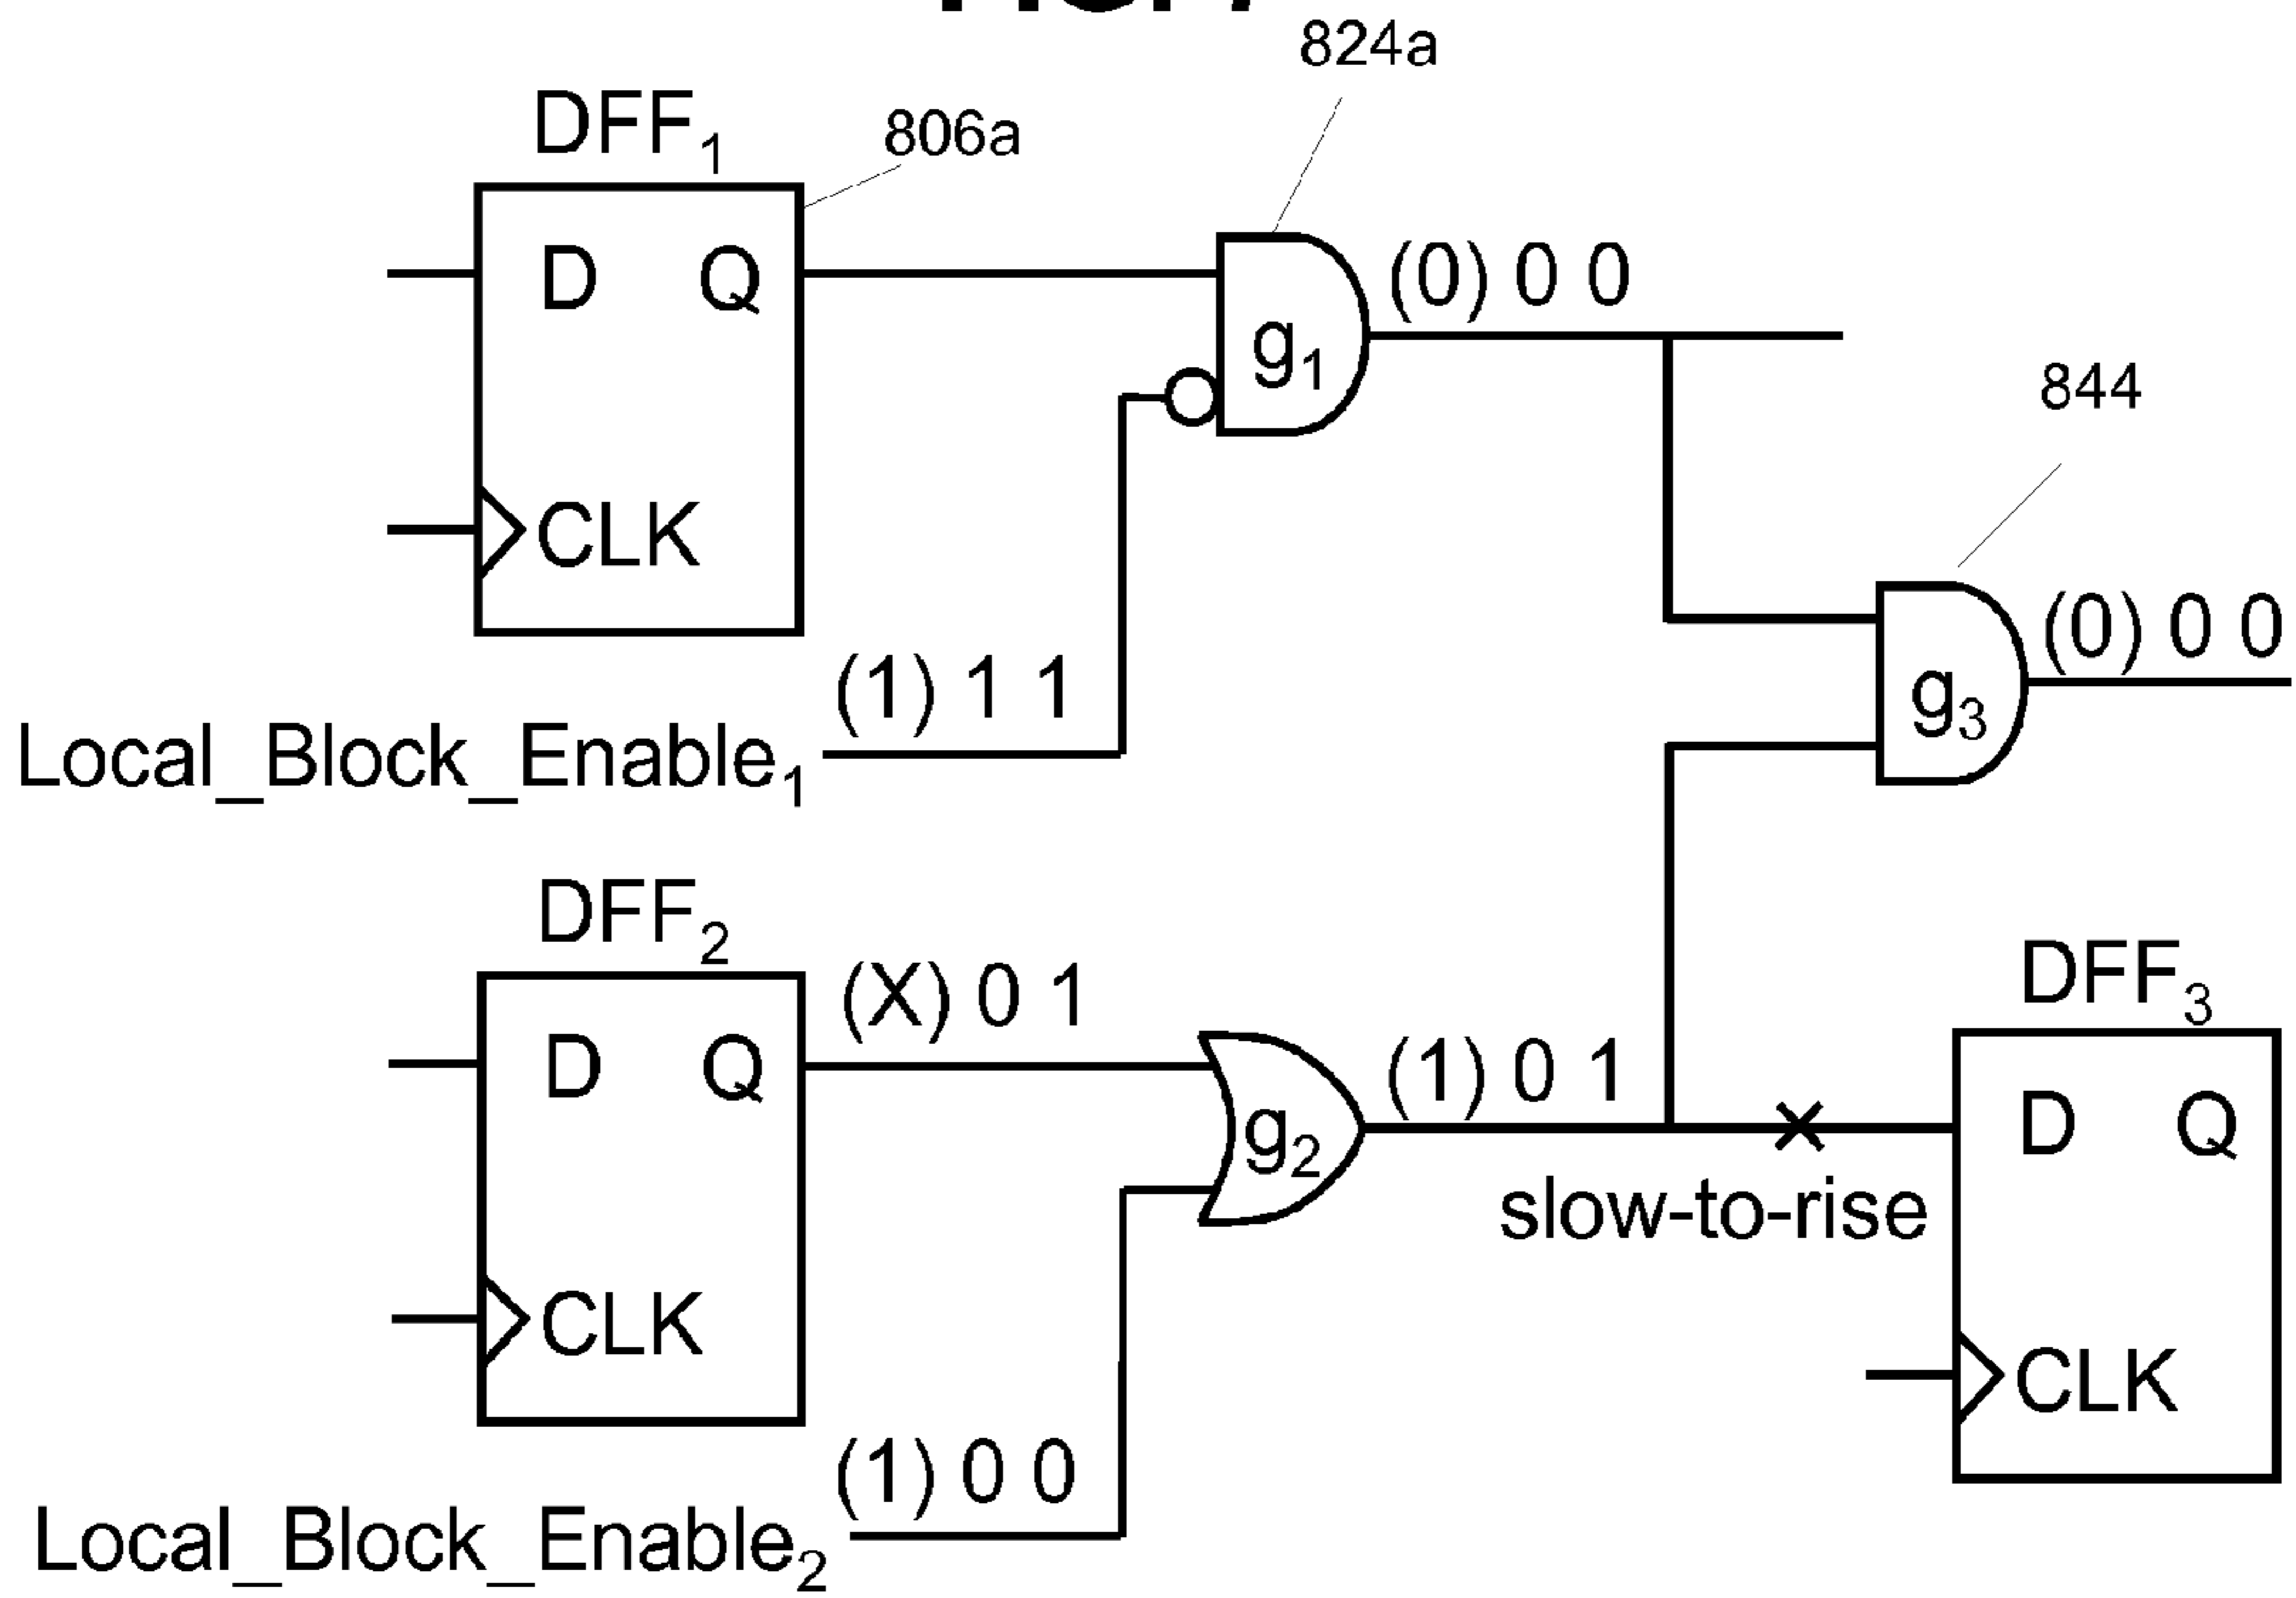 824a
DFF1
806a
D Q
(0) 0 0
g1
844
CLK
(0) 0 0
(1) 1 1
g3
Local_Block_Enable1
DFF2
DFF3
(X) 0 1
D Q
(1) 0 1
g2
D Q
slow-to-rise
CLK
CLK
(1) 0 0
Local_Block_Enable2